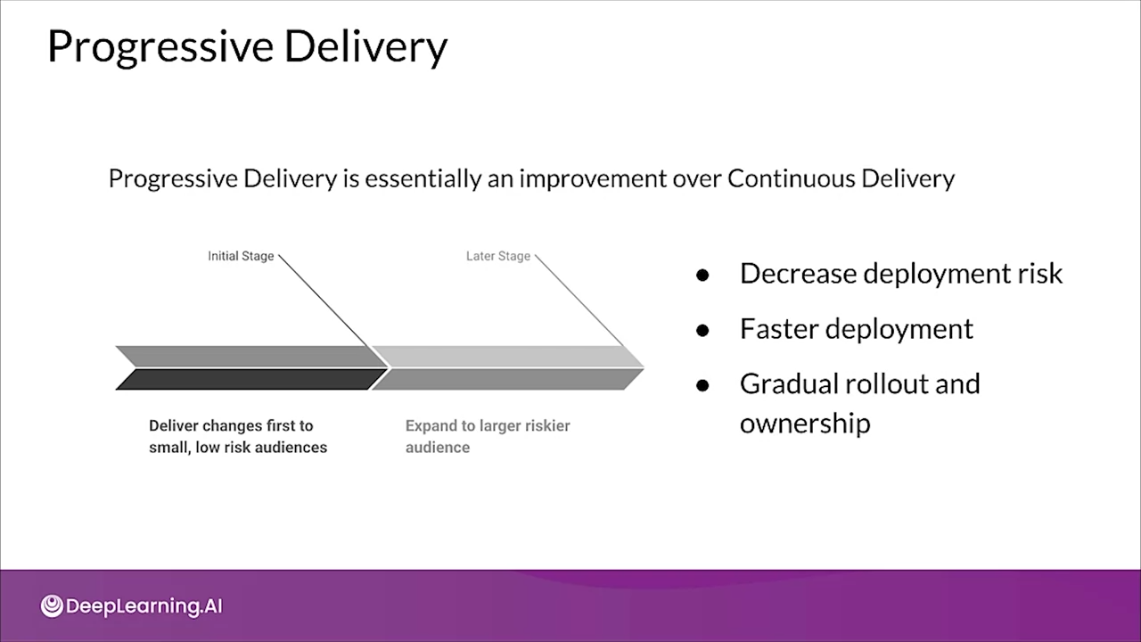 Progressive Delivery
Progressive Delivery is essentially an improvement over Continuous Delivery
Initial Stage
Later Stage
Deliver changes first to
small, low risk audiences
Expand to larger riskier
audience
● Decrease deployment risk
● Faster deployment
● Gradual rollout and
ownership
DeepLearning.AI